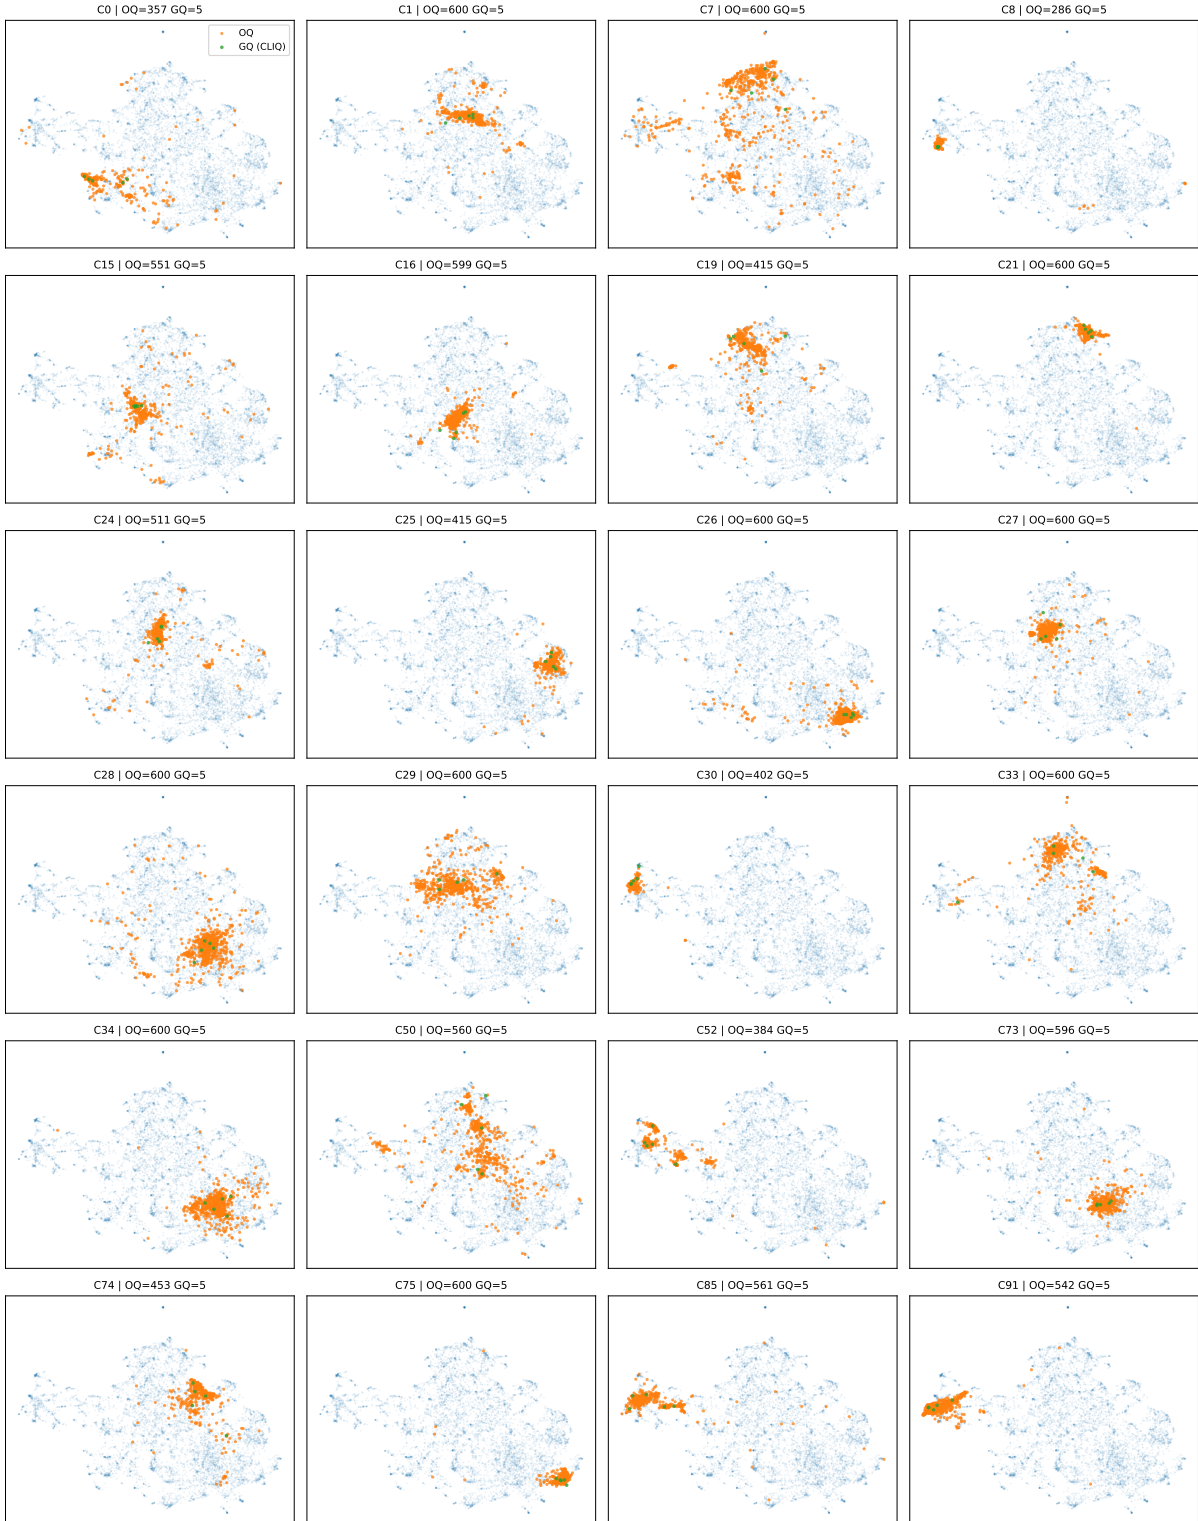 C0 | OQ=357 GQ=5
OQ
GQ (CLIQ)
C1 | OQ=600 GQ=5
C7 | OQ=600 GQ=5
C8 | OQ=286 GQ=5
C15 | OQ=551 GQ=5
C16 | OQ=599 GQ=5
C19 | OQ=415 GQ=5
C21 | OQ=600 GQ=5
C24 | OQ=511 GQ=5
C25 | OQ=415 GQ=5
C26 | OQ=600 GQ=5
C27 | OQ=600 GQ=5
C28 | OQ=600 GQ=5
C29 | OQ=600 GQ=5
C30 | OQ=402 GQ=5
C33 | OQ=600 GQ=5
C34 | OQ=600 GQ=5
C50 | OQ=560 GQ=5
C52 | OQ=384 GQ=5
C73 | OQ=596 GQ=5
C74 | OQ=453 GQ=5
C75 | OQ=600 GQ=5
C85 | OQ=561 GQ=5
C91 | OQ=542 GQ=5